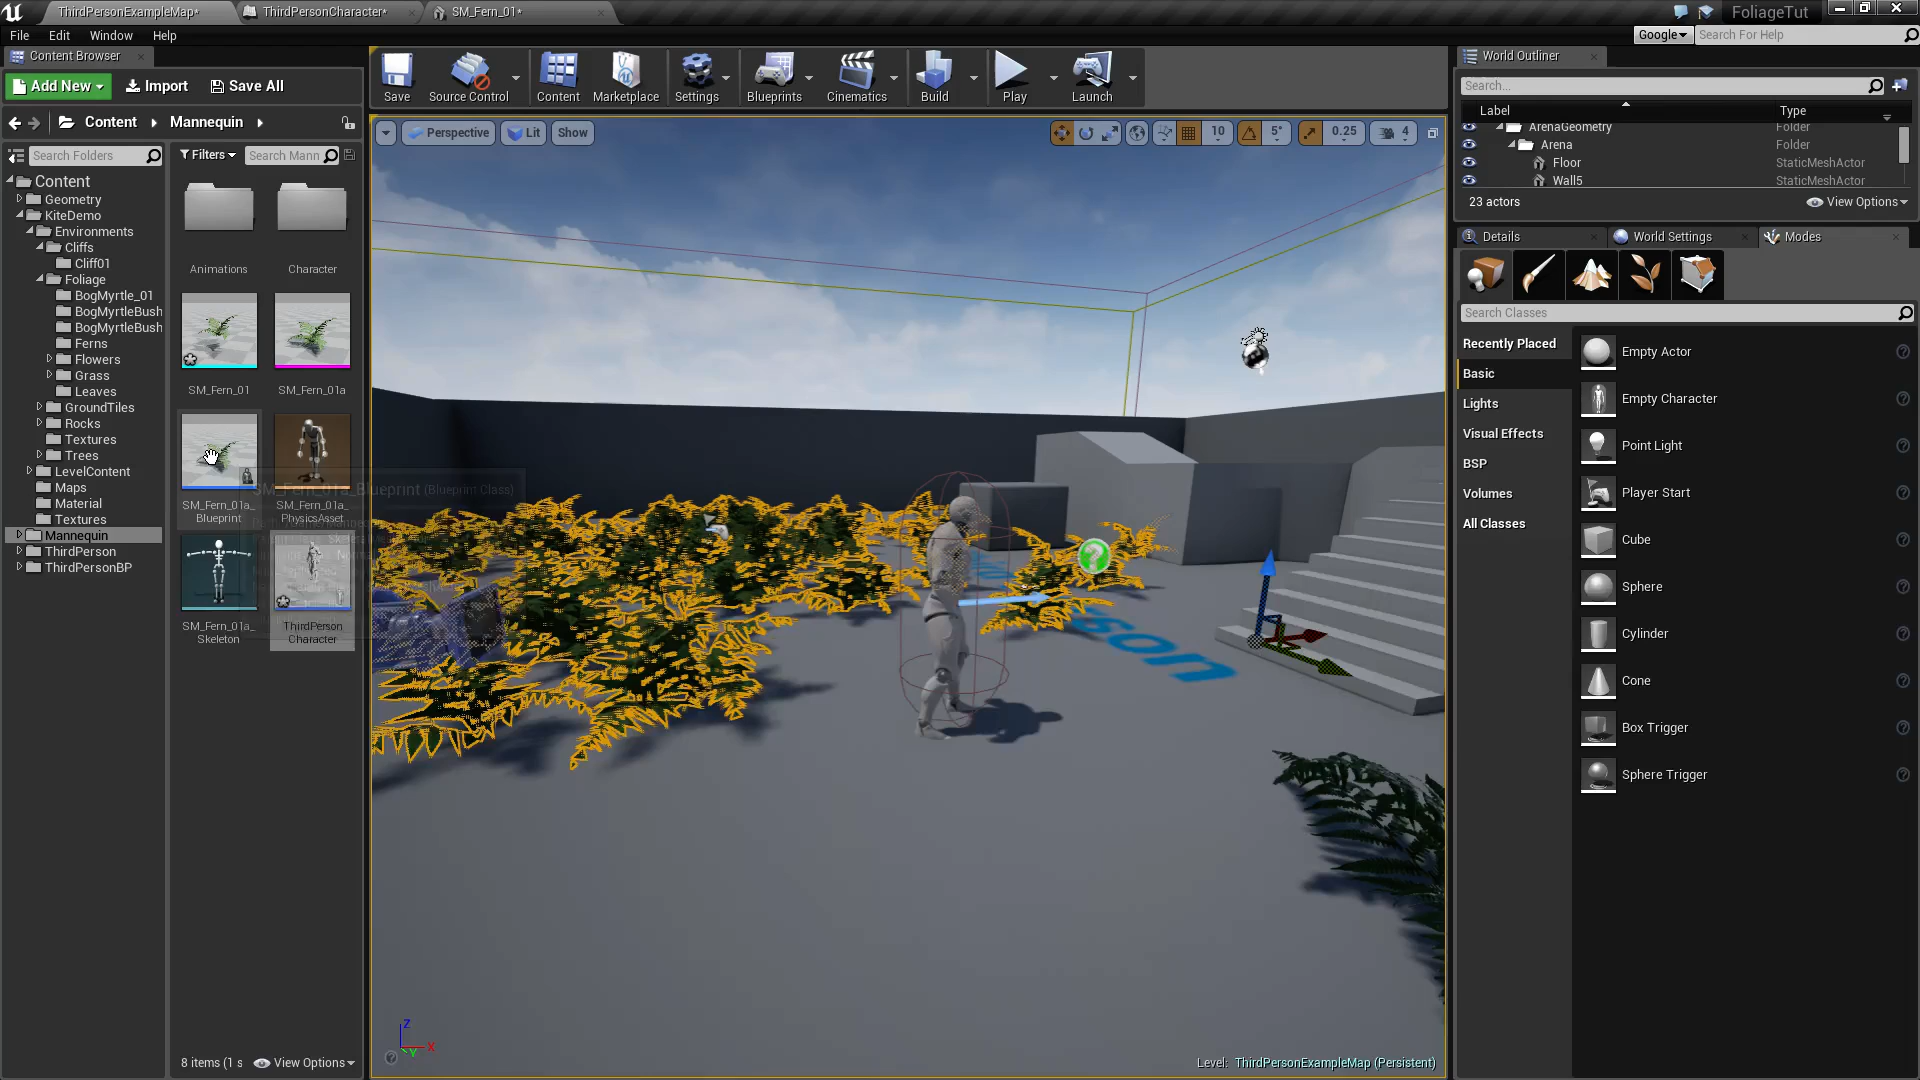 ThirdPersonExampleMap*
ThirdPersonCharacter*
SM_Fern_01*
FoliageTut
File Edit Window Help
Google Search For Help
Content Browser
Add New Import Save All
Content Mannequin
Search Folders
Filters Search Mann
Content
Geometry
KiteDemo
Environments
Cliffs
Cliff01
Foliage
BogMyrtle_01
BogMyrtleBush
BogMyrtleBush
Ferns
Flowers
Grass
Leaves
GroundTiles
Rocks
Textures
Trees
LevelContent
Maps
Material
Textures
Mannequin
ThirdPerson
ThirdPersonBP
Animations Character
SM_Fern_01 SM_Fern_01a
SM_Fern_01a_
Blueprint
SM_Fern_01a_
PhysicsAsset
SM_Fern_01a_Blueprint (Blueprint Class)
SM_Fern_01a_
Skeleton
ThirdPerson
Character
8 items (1 s View Options
Save Source Control Content Marketplace Settings Blueprints Cinematics Build Play Launch
Perspective Lit Show
10 5° 0.25 4
son
Z
X
Y
Level: ThirdPersonExampleMap (Persistent)
World Outliner
Search...
Label Type
ArenaGeometry Folder
Arena Folder
Floor StaticMeshActor
Wall5 StaticMeshActor
23 actors View Options
Details World Settings Modes
Search Classes
Recently Placed
Basic
Lights
Visual Effects
BSP
Volumes
All Classes
Empty Actor
Empty Character
Point Light
Player Start
Cube
Sphere
Cylinder
Cone
Box Trigger
Sphere Trigger